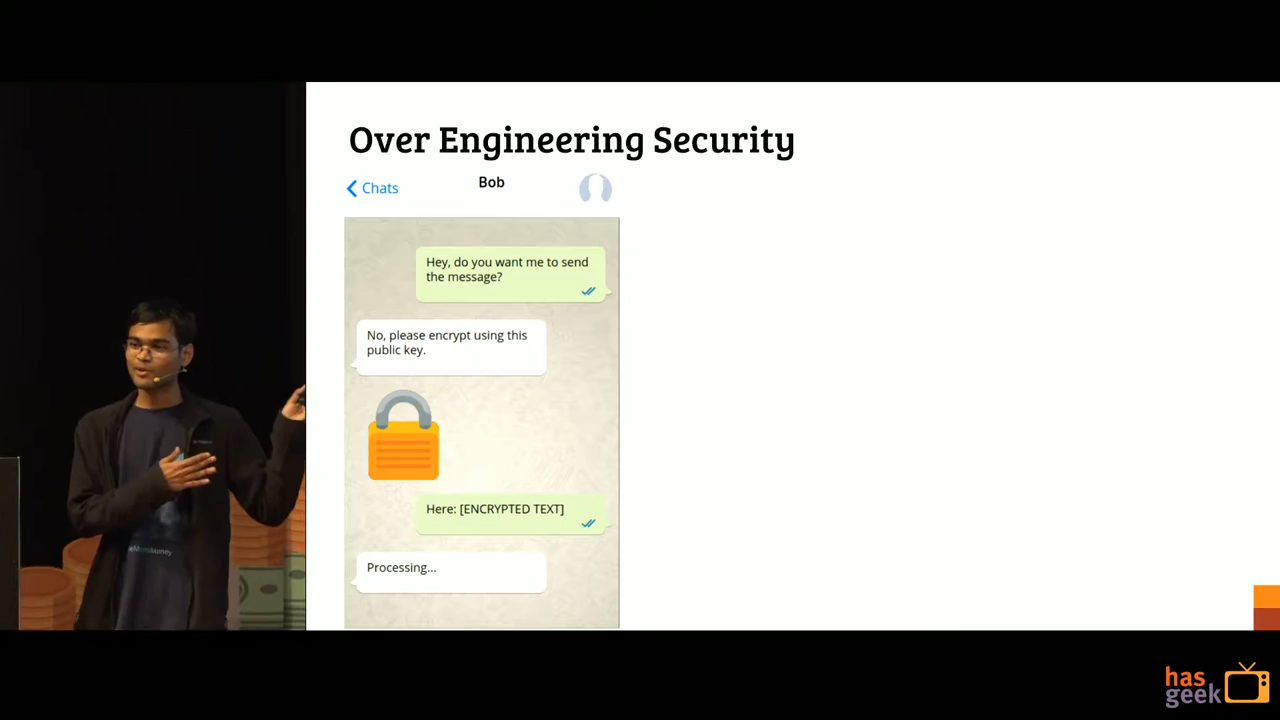 Over Engineering Security
Chats
Bob
Hey, do you want me to send
the message?
No, please encrypt using this
public key.
Here: [ENCRYPTED TEXT]
Processing...
has
geek